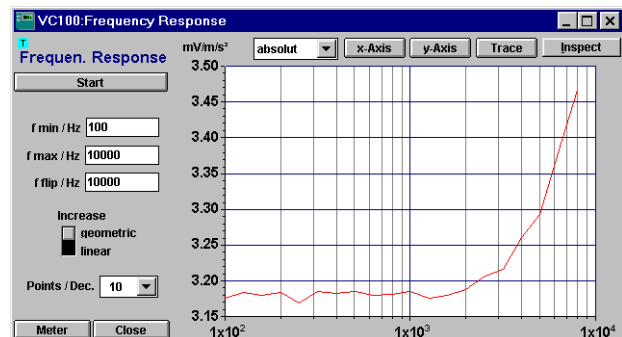 VC100:Frequency Response
T
Frequen. Response
Start
f min / Hz 100
f max / Hz 10000
f flip / Hz 10000
Increase
geometric
linear
Points / Dec. 10
Meter Close
mV/m/s² absolut x-Axis y-Axis Trace Inspect
3.50
3.45
3.40
3.35
3.30
3.25
3.20
3.15
1x10² 1x10³ 1x10⁴